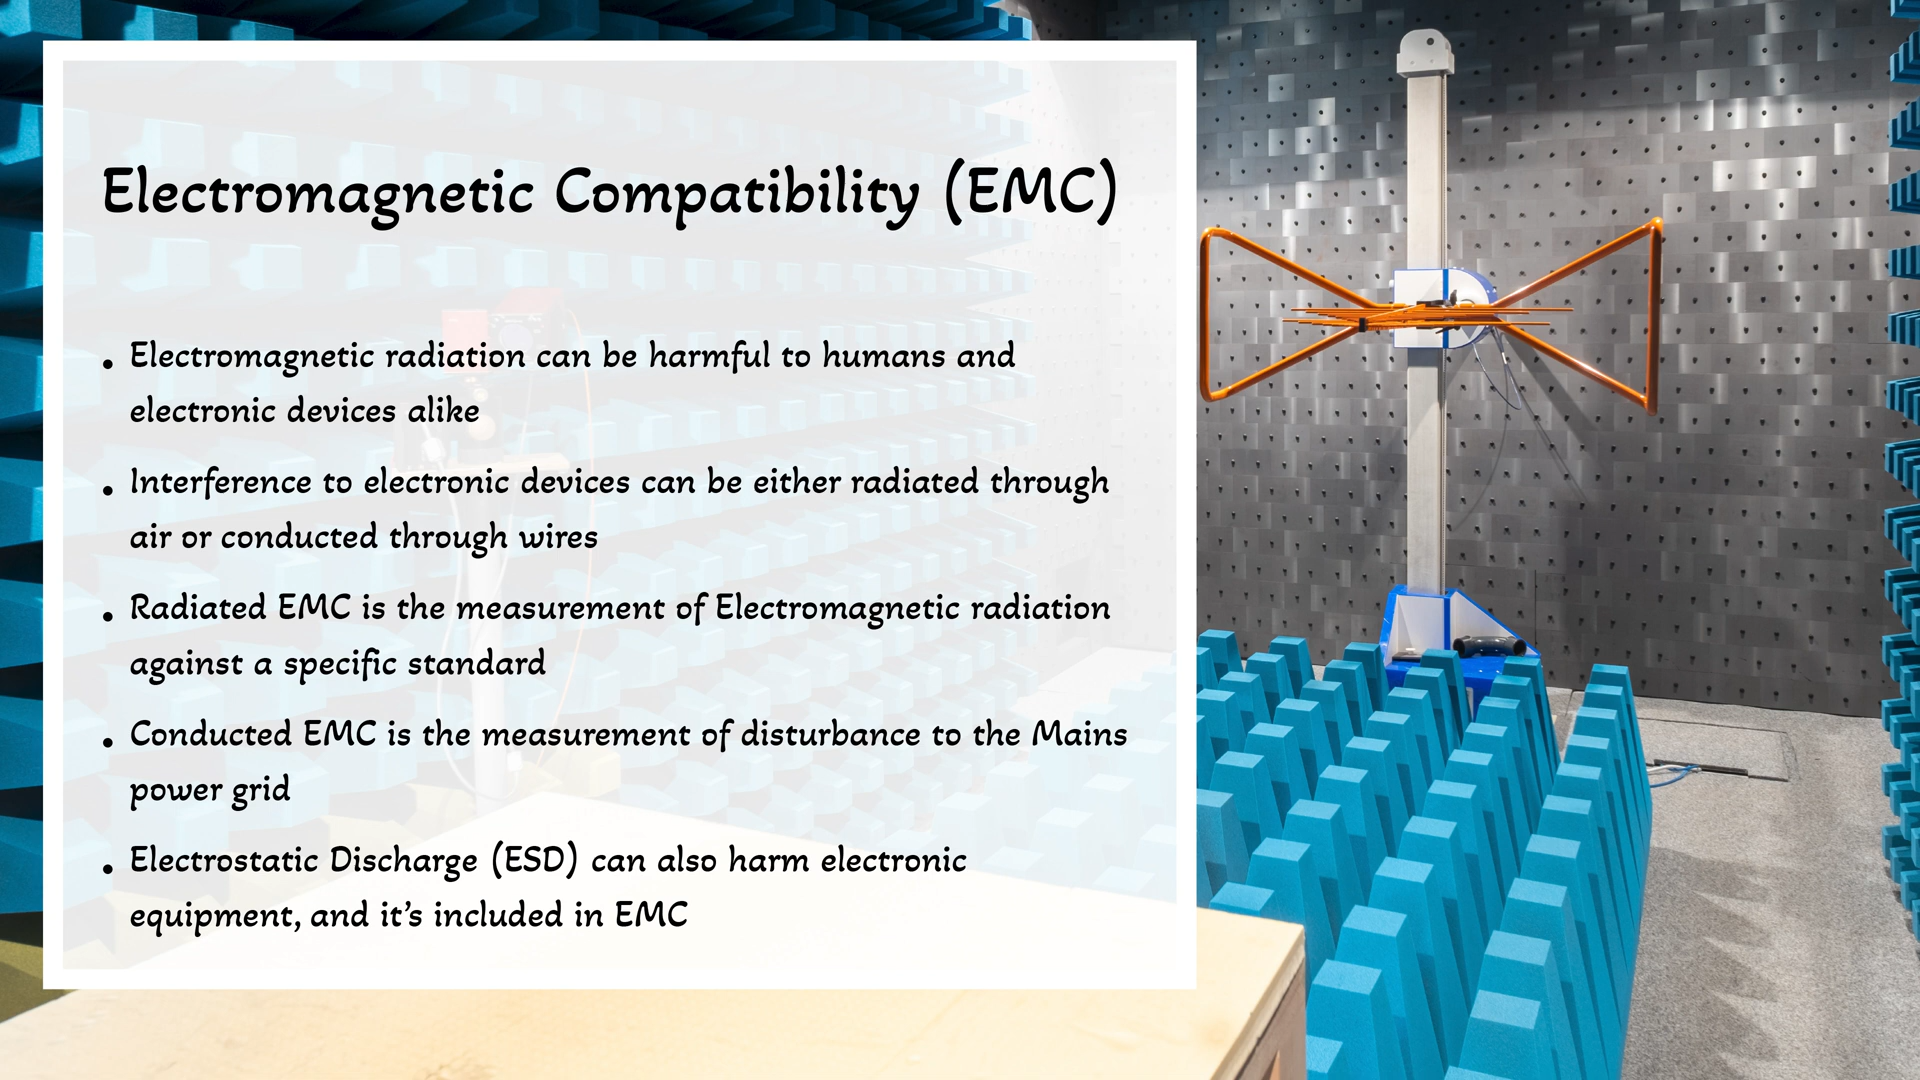 Electromagnetic Compatibility (EMC)
• Electromagnetic radiation can be harmful to humans and
electronic devices alike
• Interference to electronic devices can be either radiated through
air or conducted through wires
• Radiated EMC is the measurement of Electromagnetic radiation
against a specific standard
• Conducted EMC is the measurement of disturbance to the Mains
power grid
• Electrostatic Discharge (ESD) can also harm electronic
equipment, and it’s included in EMC